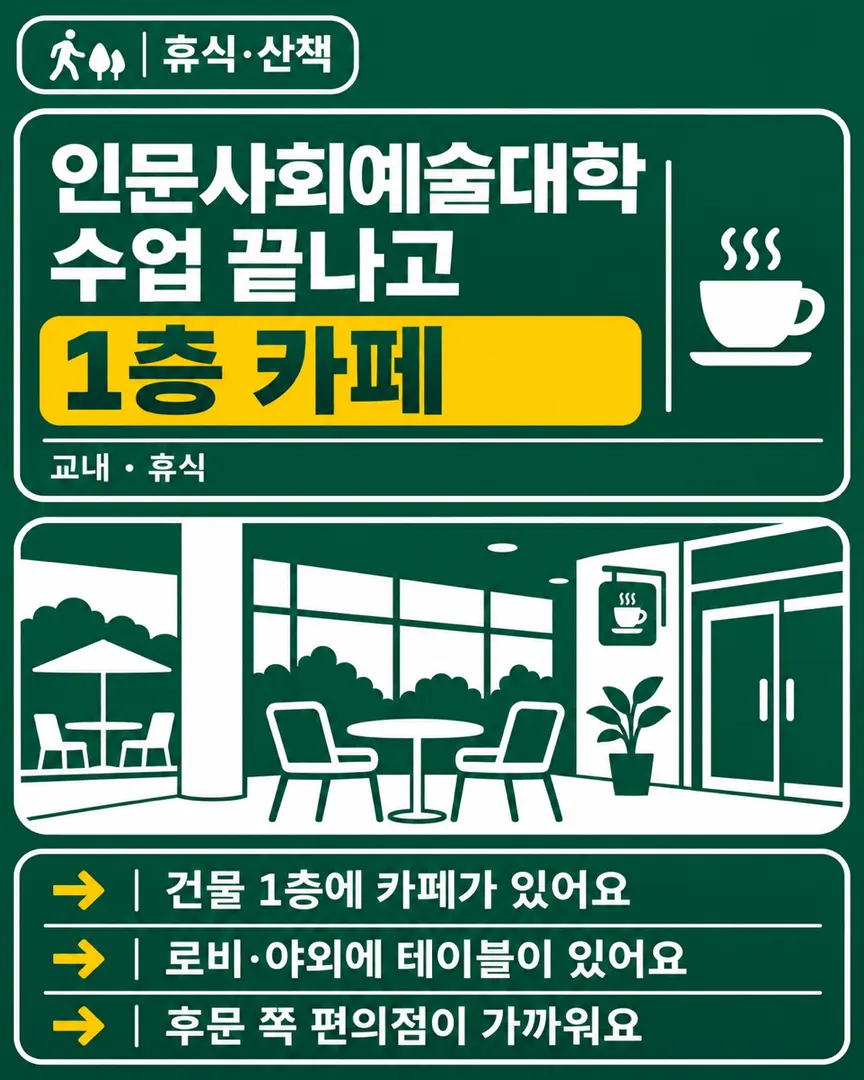 휴식·산책
인문사회예술대학
수업 끝나고
1층 카페
교내 · 휴식
건물 1층에 카페가 있어요
로비·야외에 테이블이 있어요
후문 쪽 편의점이 가까워요